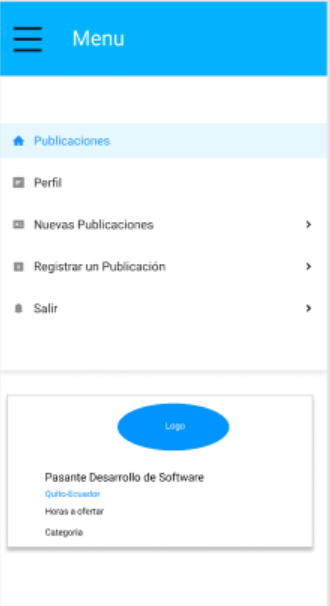 Menu
Publicaciones
Perfil
Nuevas Publicaciones
Registrar un Publicación
Salir
Logo
Pasante Desarrollo de Software
Quito-Ecuador
Horas a ofertar
Categoria